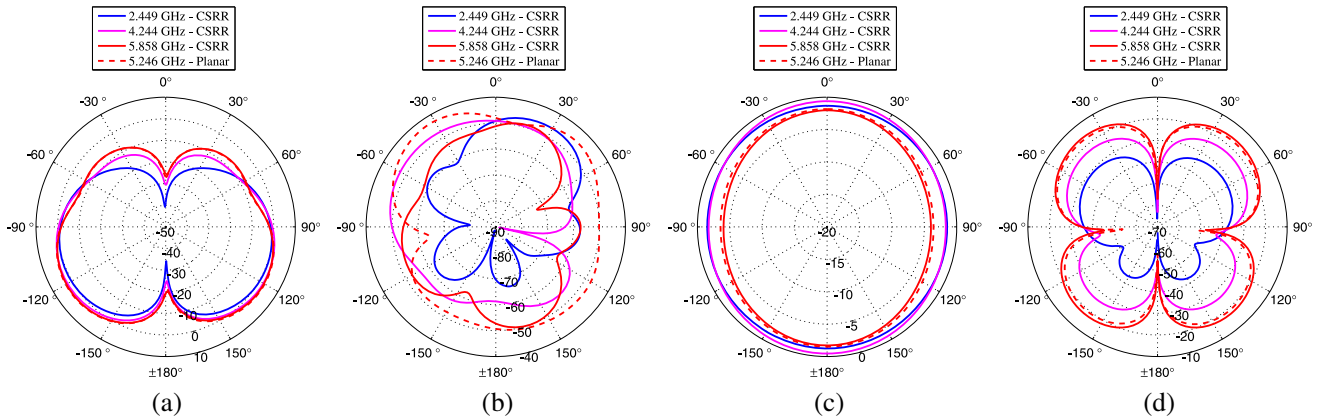 2.449 GHz - CSRR
4.244 GHz - CSRR
5.858 GHz - CSRR
5.246 GHz - Planar
0°
-30° 30°
-60° 60°
-90° 90°
-120° 120°
-150° 150°
±180°
-50
-40
-30
-20
-10
0
10
(a)
2.449 GHz - CSRR
4.244 GHz - CSRR
5.858 GHz - CSRR
5.246 GHz - Planar
0°
-30° 30°
-60° 60°
-90° 90°
-120° 120°
-150° 150°
±180°
-90
-80
-70
-60
-50
-40
(b)
2.449 GHz - CSRR
4.244 GHz - CSRR
5.858 GHz - CSRR
5.246 GHz - Planar
0°
-30° 30°
-60° 60°
-90° 90°
-120° 120°
-150° 150°
±180°
-20
-15
-10
-5
0
(c)
2.449 GHz - CSRR
4.244 GHz - CSRR
5.858 GHz - CSRR
5.246 GHz - Planar
0°
-30° 30°
-60° 60°
-90° 90°
-120° 120°
-150° 150°
±180°
-70
-60
-50
-40
-30
-20
-10
(d)